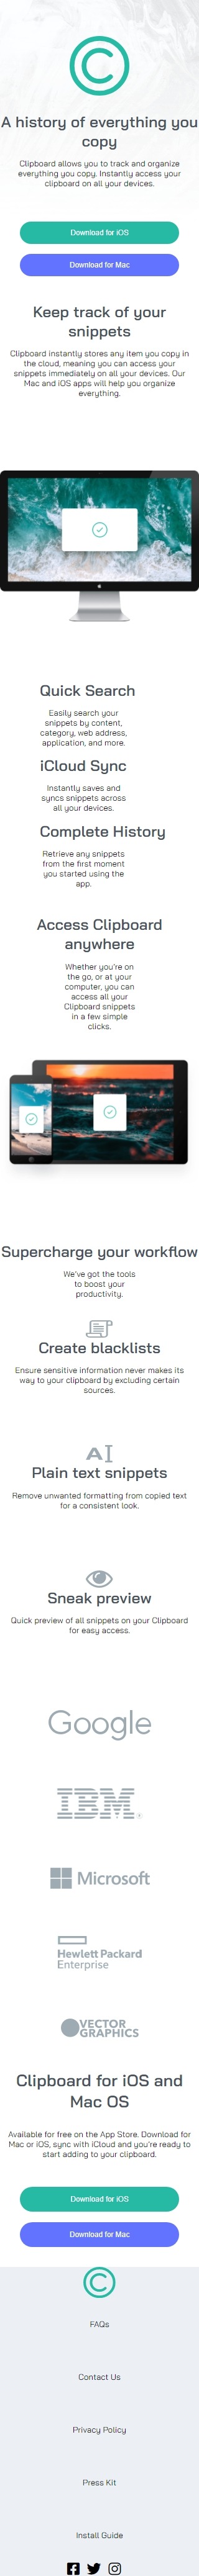 A history of everything you
copy
Clipboard allows you to track and organize
everything you copy. Instantly access your
clipboard on all your devices.
Download for iOS
Download for Mac
Keep track of your
snippets
Clipboard instantly stores any item you copy in
the cloud, meaning you can access your
snippets immediately on all your devices. Our
Mac and iOS apps will help you organize
everything.
Quick Search
Easily search your
snippets by content,
category, web address,
application, and more.
iCloud Sync
Instantly saves and
syncs snippets across
all your devices.
Complete History
Retrieve any snippets
from the first moment
you started using the
app.
Access Clipboard
anywhere
Whether you're on
the go, or at your
computer, you can
access all your
Clipboard snippets
in a few simple
clicks.
Supercharge your workflow
We've got the tools
to boost your
productivity.
Create blacklists
Ensure sensitive information never makes its
way to your clipboard by excluding certain
sources.
AI
Plain text snippets
Remove unwanted formatting from copied text
for a consistent look.
Sneak preview
Quick preview of all snippets on your Clipboard
for easy access.
Google
IBM®
Microsoft
Hewlett Packard
Enterprise
VECTOR
GRAPHICS
Clipboard for iOS and
Mac OS
Available for free on the App Store. Download for
Mac or iOS, sync with iCloud and you're ready to
start adding to your clipboard.
Download for iOS
Download for Mac
FAQs
Contact Us
Privacy Policy
Press Kit
Install Guide